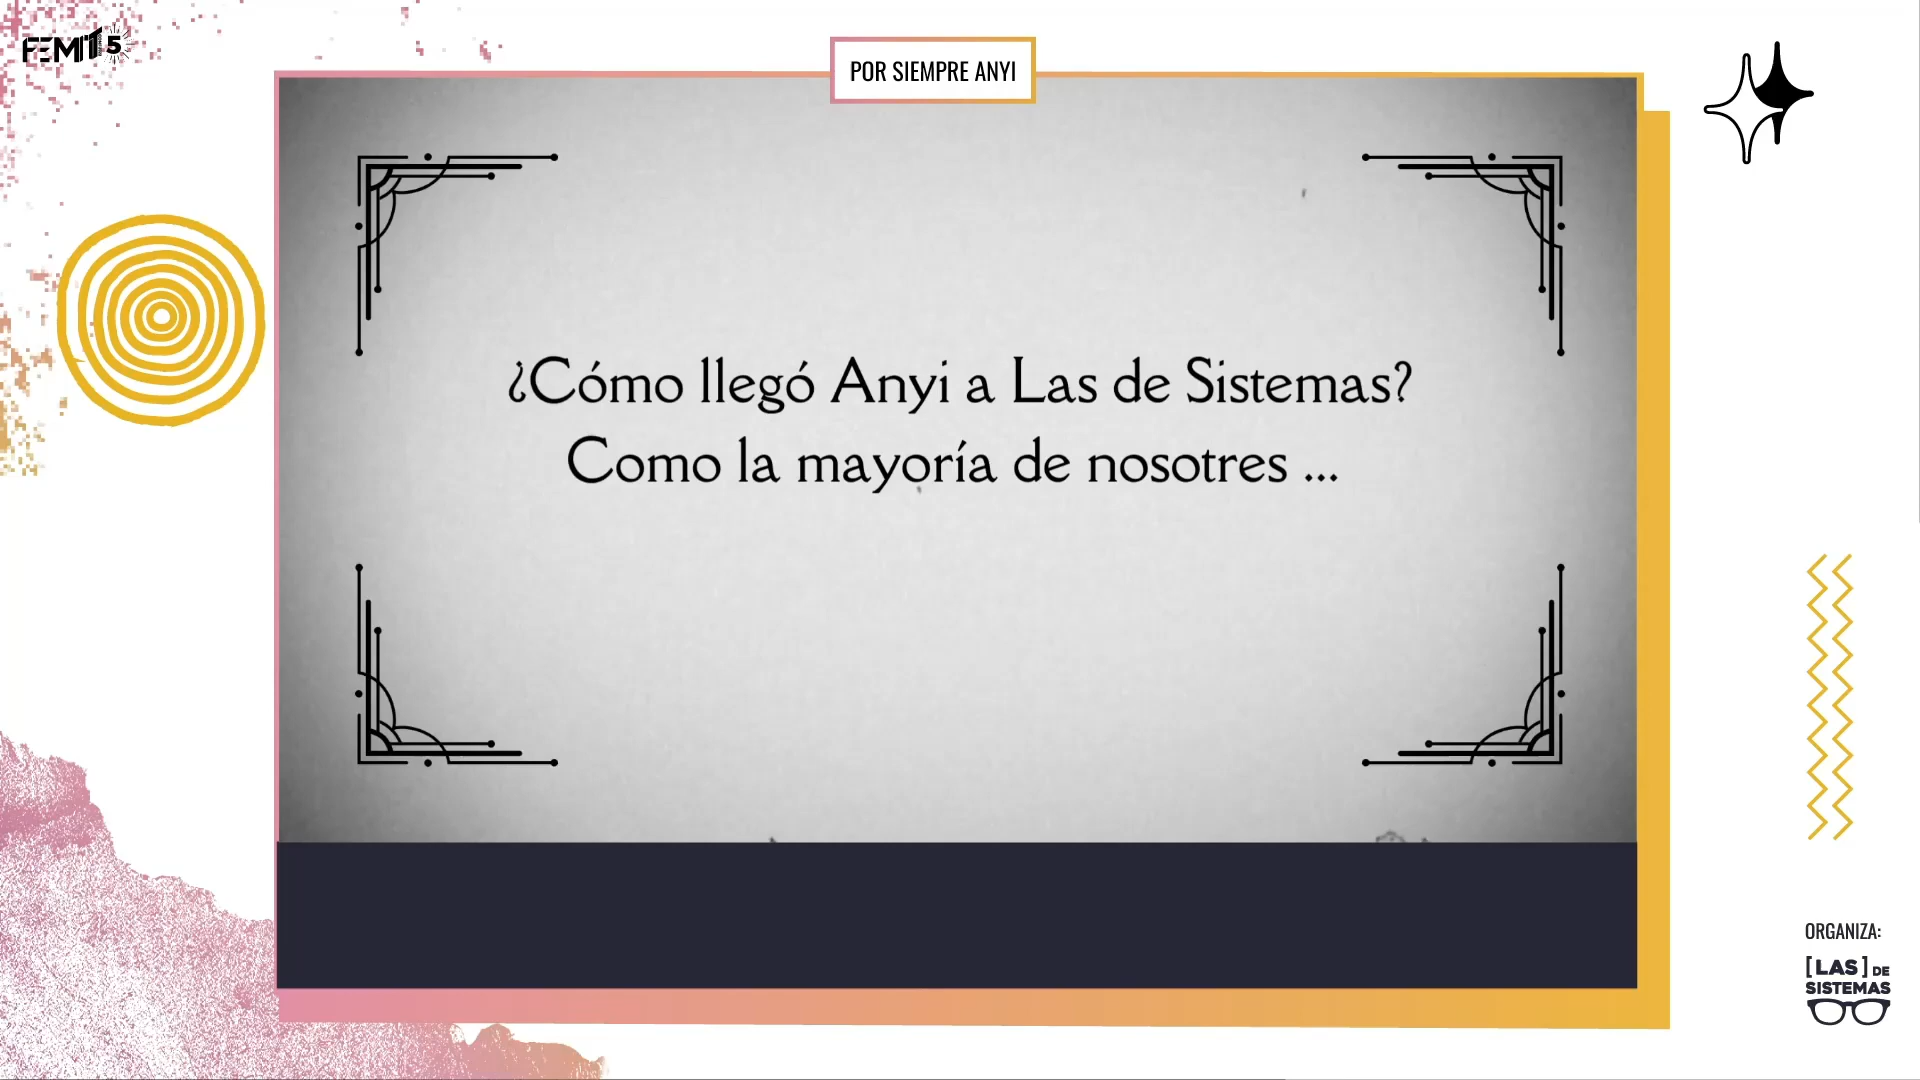 FEMIT 5
POR SIEMPRE ANYI
¿Cómo llegó Anyi a Las de Sistemas?
Como la mayoría de nosotres ...
ORGANIZA:
[LAS] DE
SISTEMAS